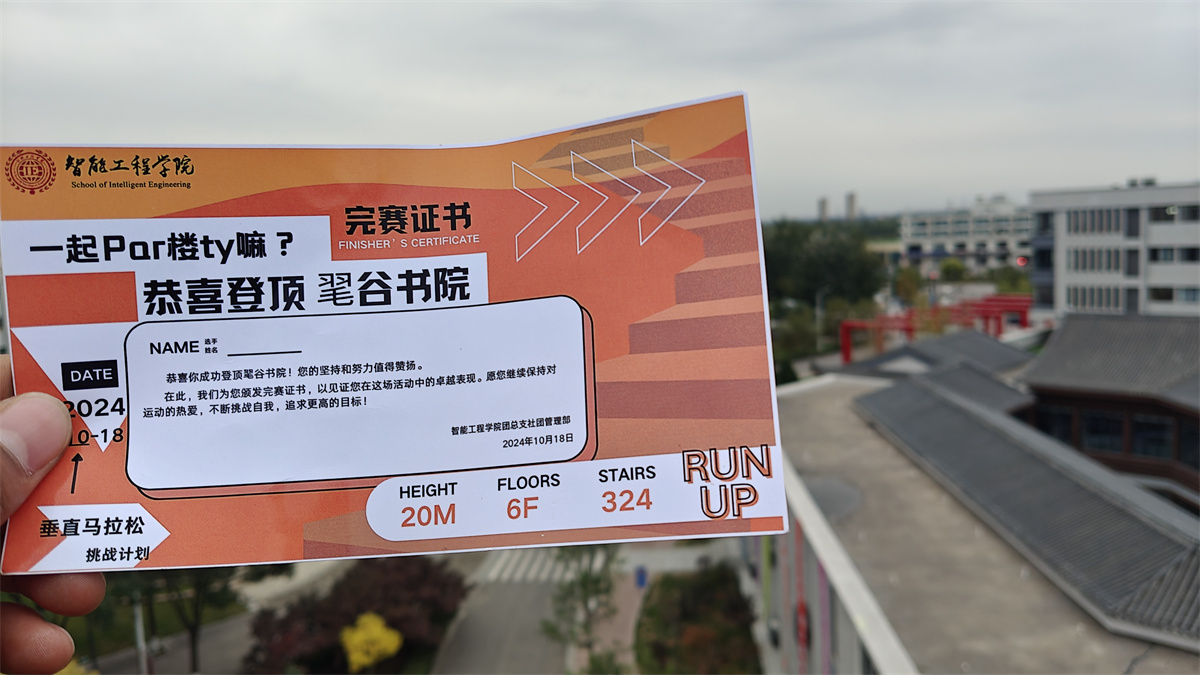 智能工程学院
School of Intelligent Engineering
完赛证书
FINISHER'S CERTIFICATE
一起Par楼ty嘛？
恭喜登顶 毣谷书院
NAME 选手姓名
恭喜你成功登顶毣谷书院！您的坚持和努力值得赞扬。
在此，我们为您颁发完赛证书，以见证您在这场活动中的卓越表现。愿您继续保持对
运动的热爱，不断挑战自我，追求更高的目标！
智能工程学院团总支社团管理部
2024年10月18日
DATE
2024
10-18
垂直马拉松
挑战计划
HEIGHT
20M
FLOORS
6F
STAIRS
324
RUN
UP